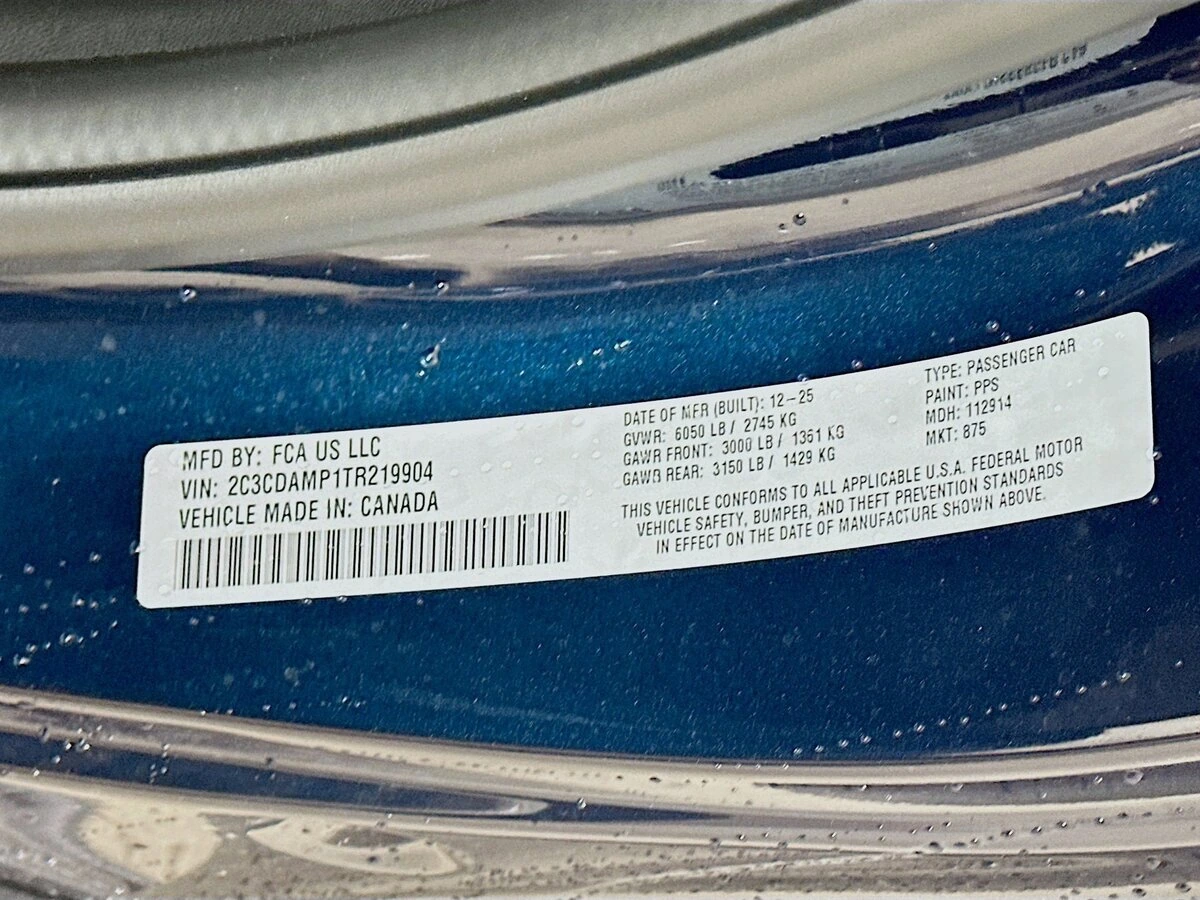 MFD BY: FCA US LLC
VIN: 2C3CDAMP1TR219904
VEHICLE MADE IN: CANADA
DATE OF MFR (BUILT): 12-25
GVWR: 6050 LB / 2745 KG
GAWR FRONT: 3000 LB / 1361 KG
GAWR REAR: 3150 LB / 1429 KG
TYPE: PASSENGER CAR
PAINT: PPS
MDH: 112914
MKT: 875
THIS VEHICLE CONFORMS TO ALL APPLICABLE U.S.A. FEDERAL MOTOR
VEHICLE SAFETY, BUMPER, AND THEFT PREVENTION STANDARDS
IN EFFECT ON THE DATE OF MANUFACTURE SHOWN ABOVE.